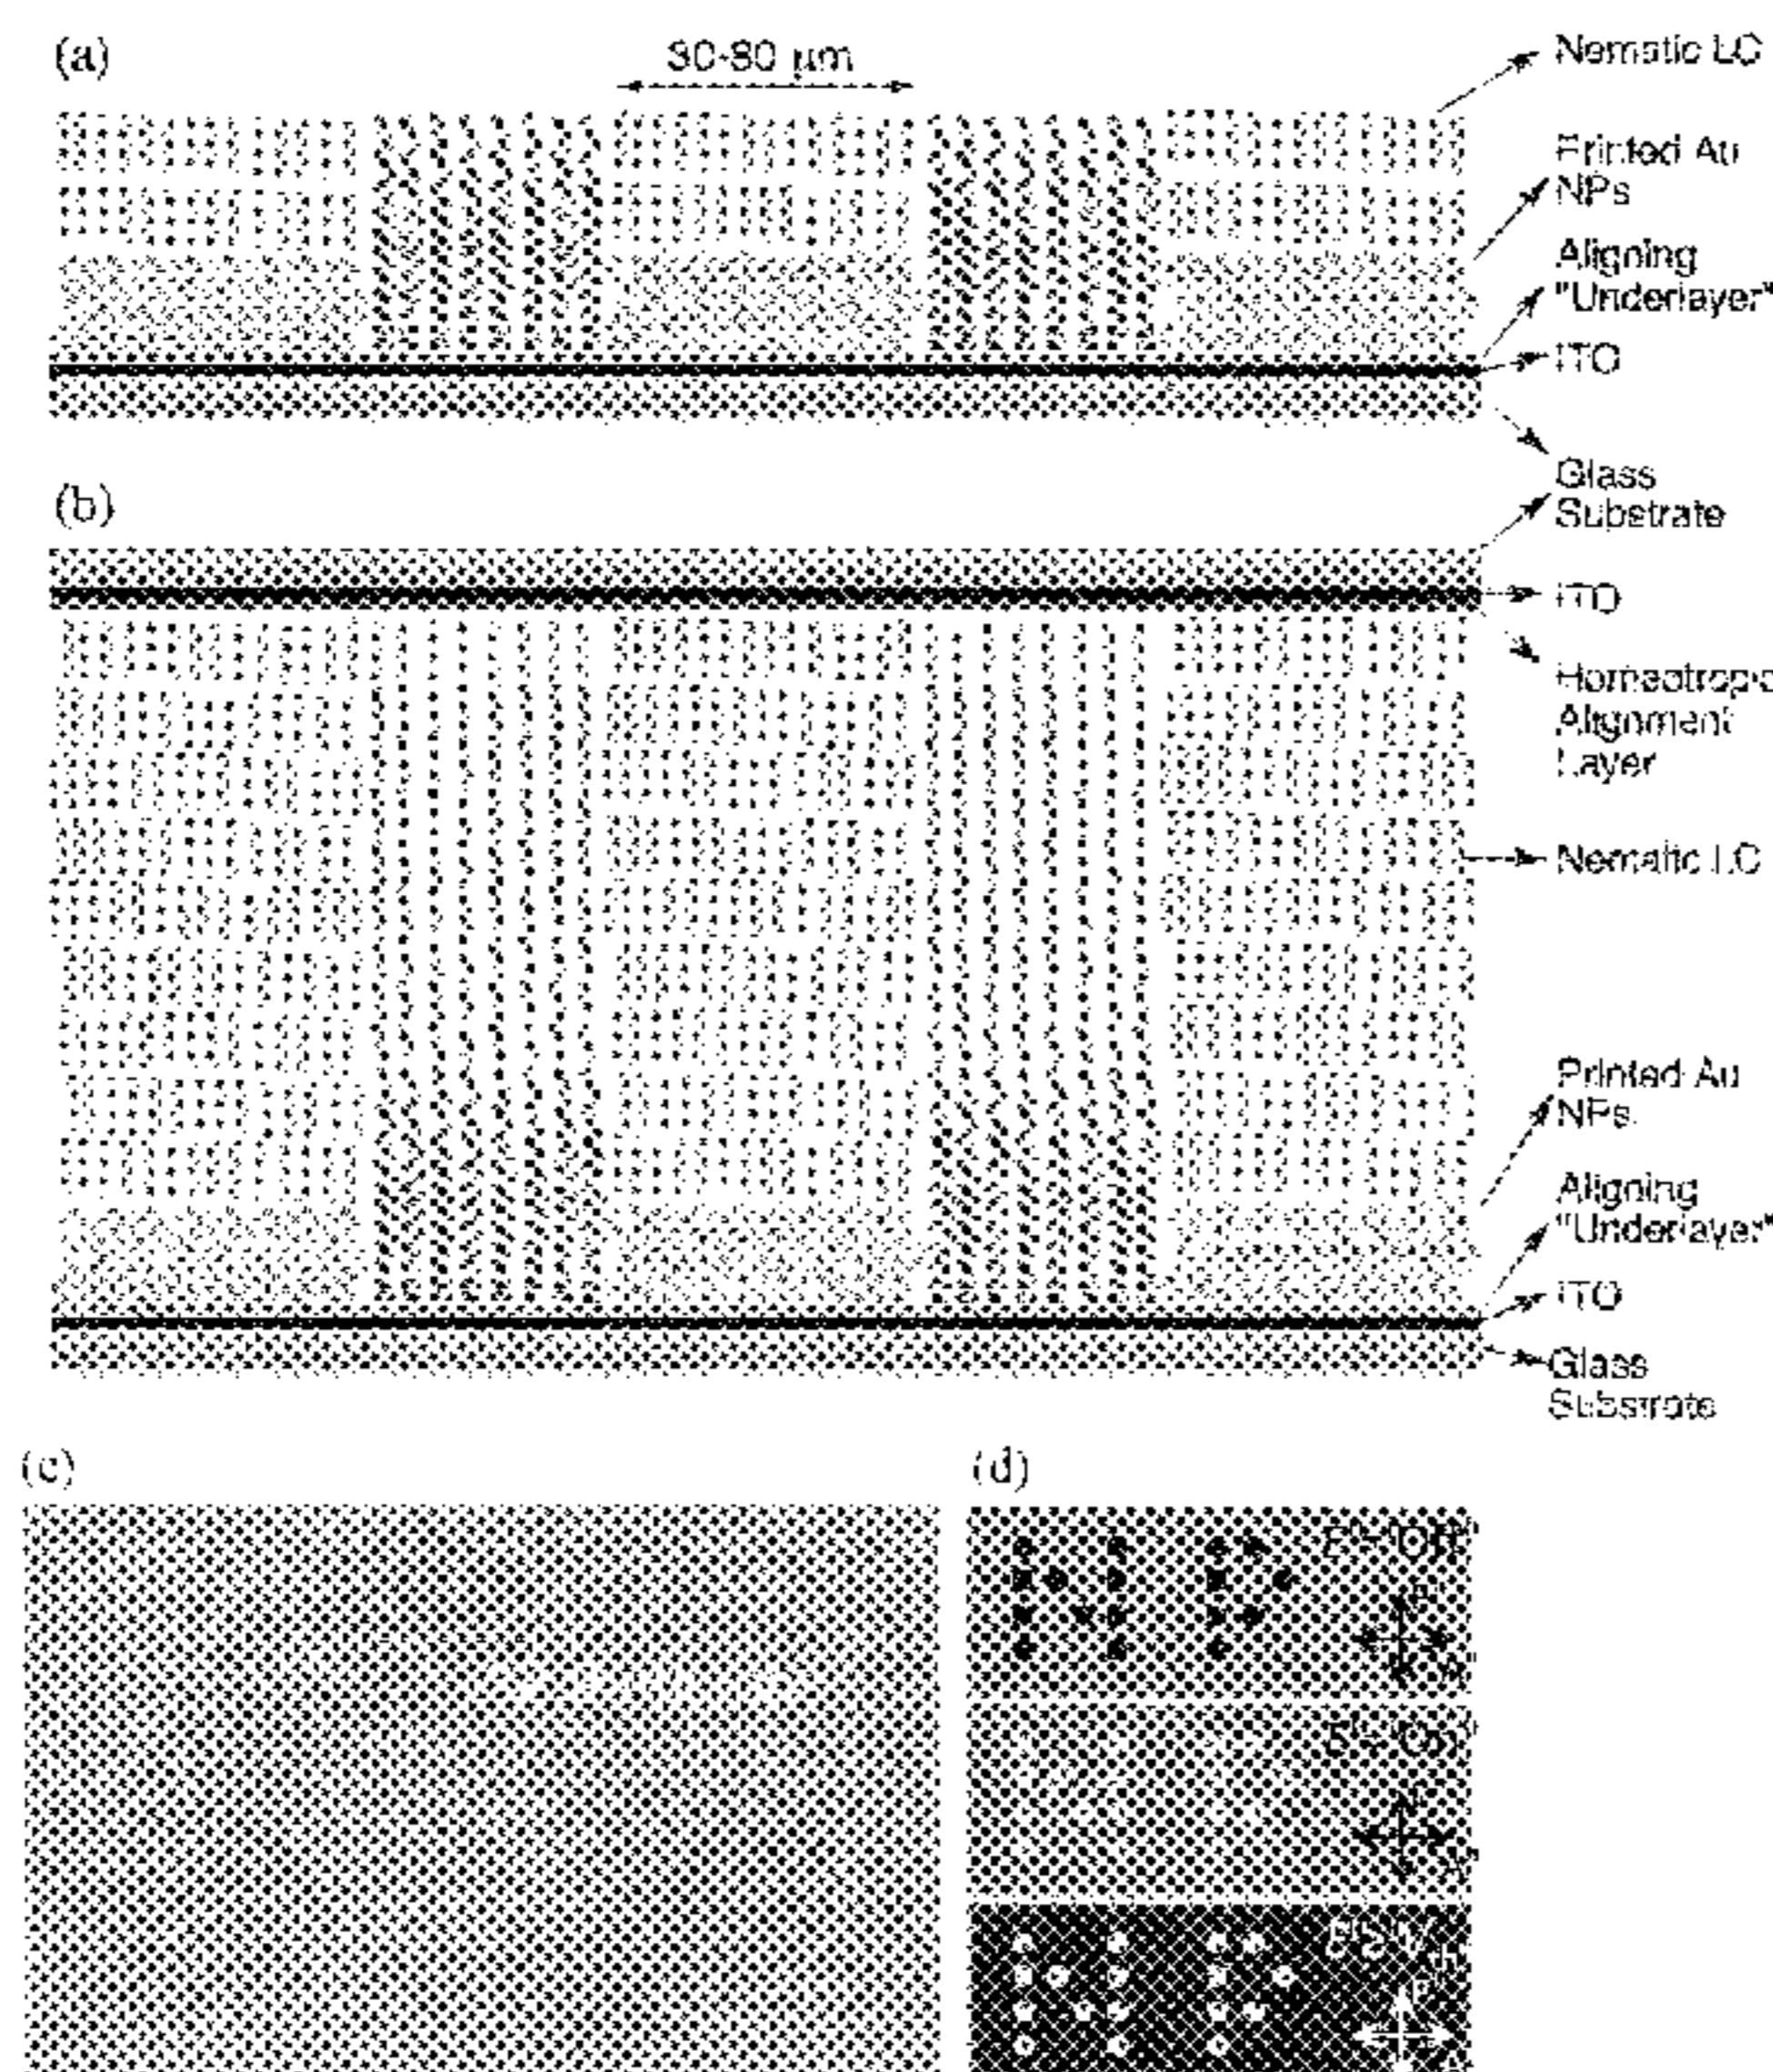 (a)
30-80 µm
Nematic LC
Printed Au
NPs
Aligning
"Underlayer"
ITO
Glass
Substrate
(b)
ITO
Homeotropic
Alignment
Layer
Nematic LC
Printed Au
NPs
Aligning
"Underlayer"
ITO
Glass
Substrate
(c)
(d)